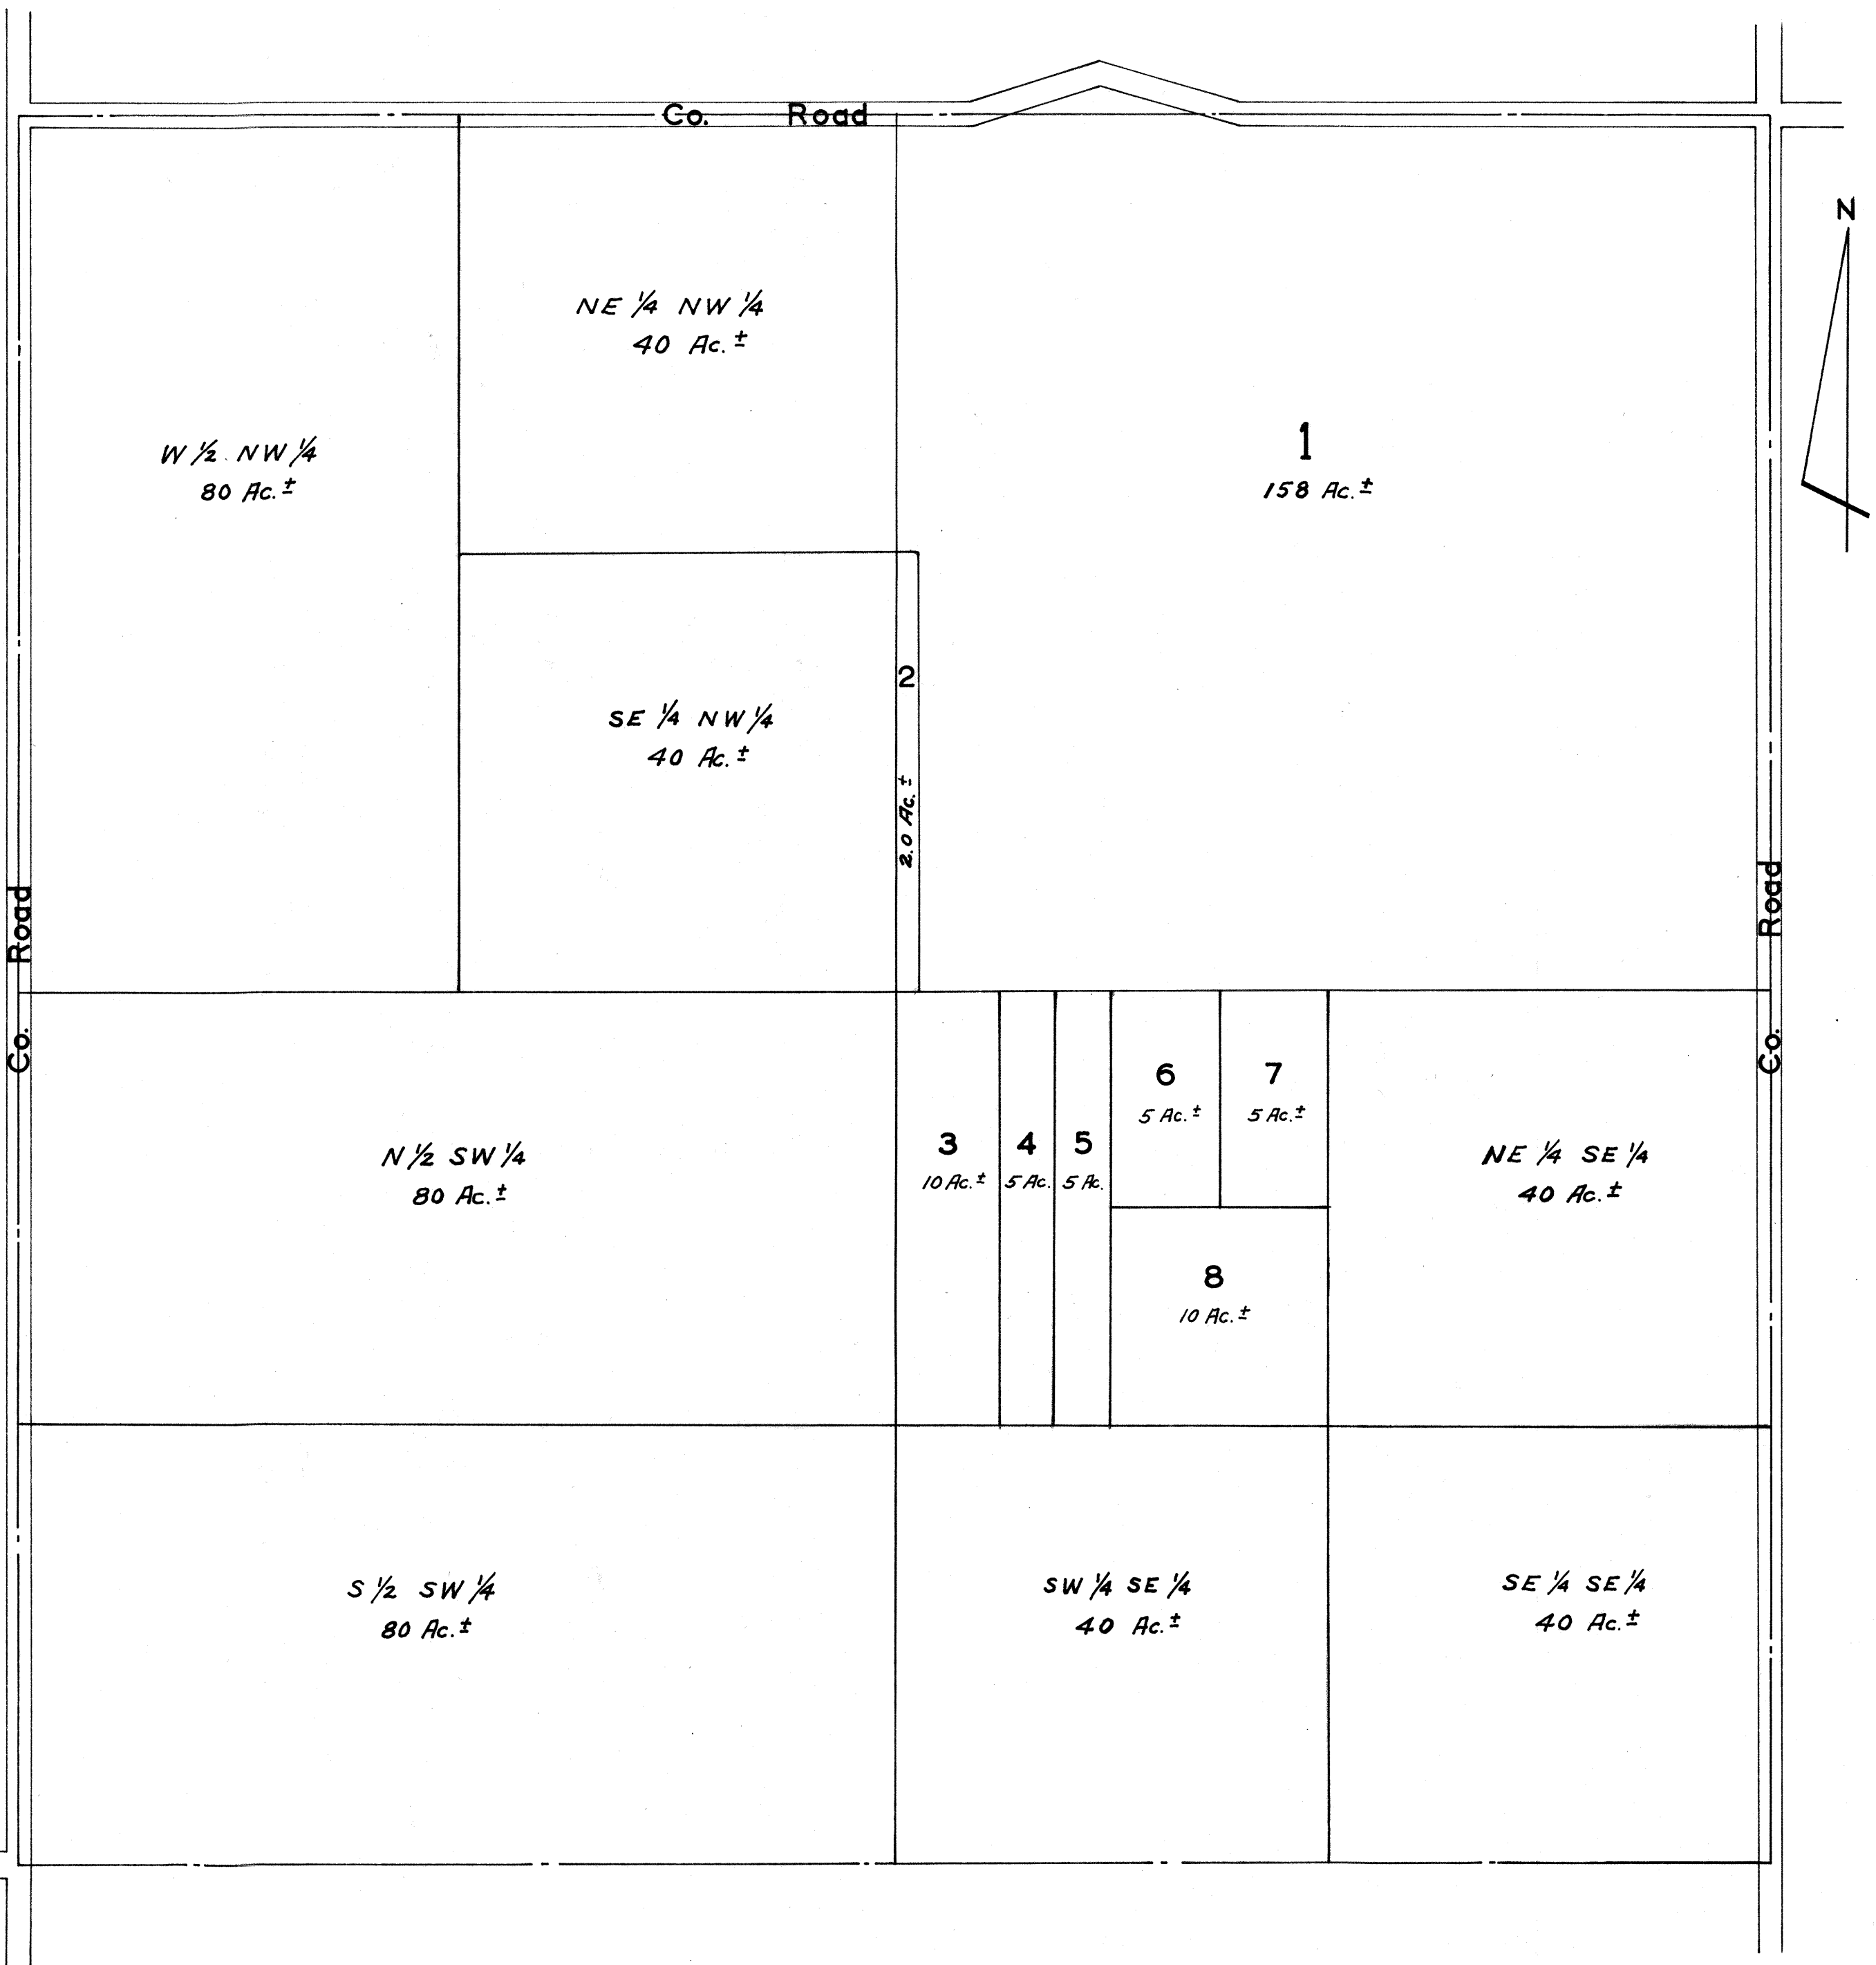 Co. Road
N
NE ¼ NW ¼
40 Ac. ±
W ½ NW ¼
80 Ac. ±
1
158 Ac. ±
2
2.0 Ac. ±
SE ¼ NW ¼
40 Ac. ±
Co. Road
Co. Road
N ½ SW ¼
80 Ac. ±
3
10 Ac. ±
4
5 Ac.
5
5 Ac.
6
5 Ac. ±
7
5 Ac. ±
8
10 Ac. ±
NE ¼ SE ¼
40 Ac. ±
S ½ SW ¼
80 Ac. ±
SW ¼ SE ¼
40 Ac. ±
SE ¼ SE ¼
40 Ac. ±